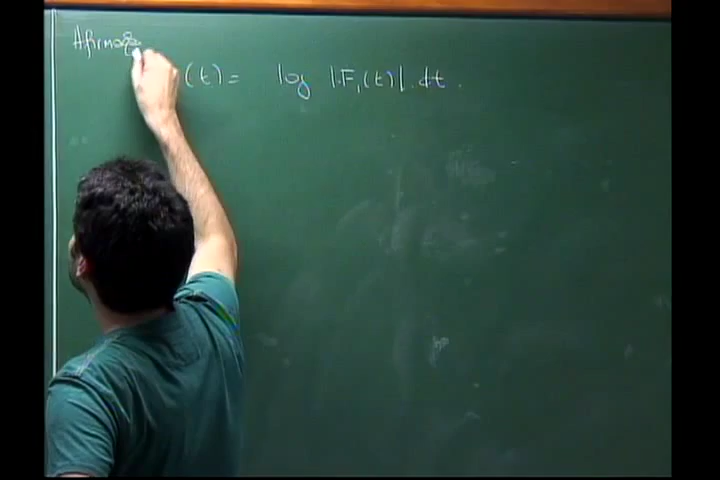 Afirmação
(t) = log |F₁(t)| . dt .